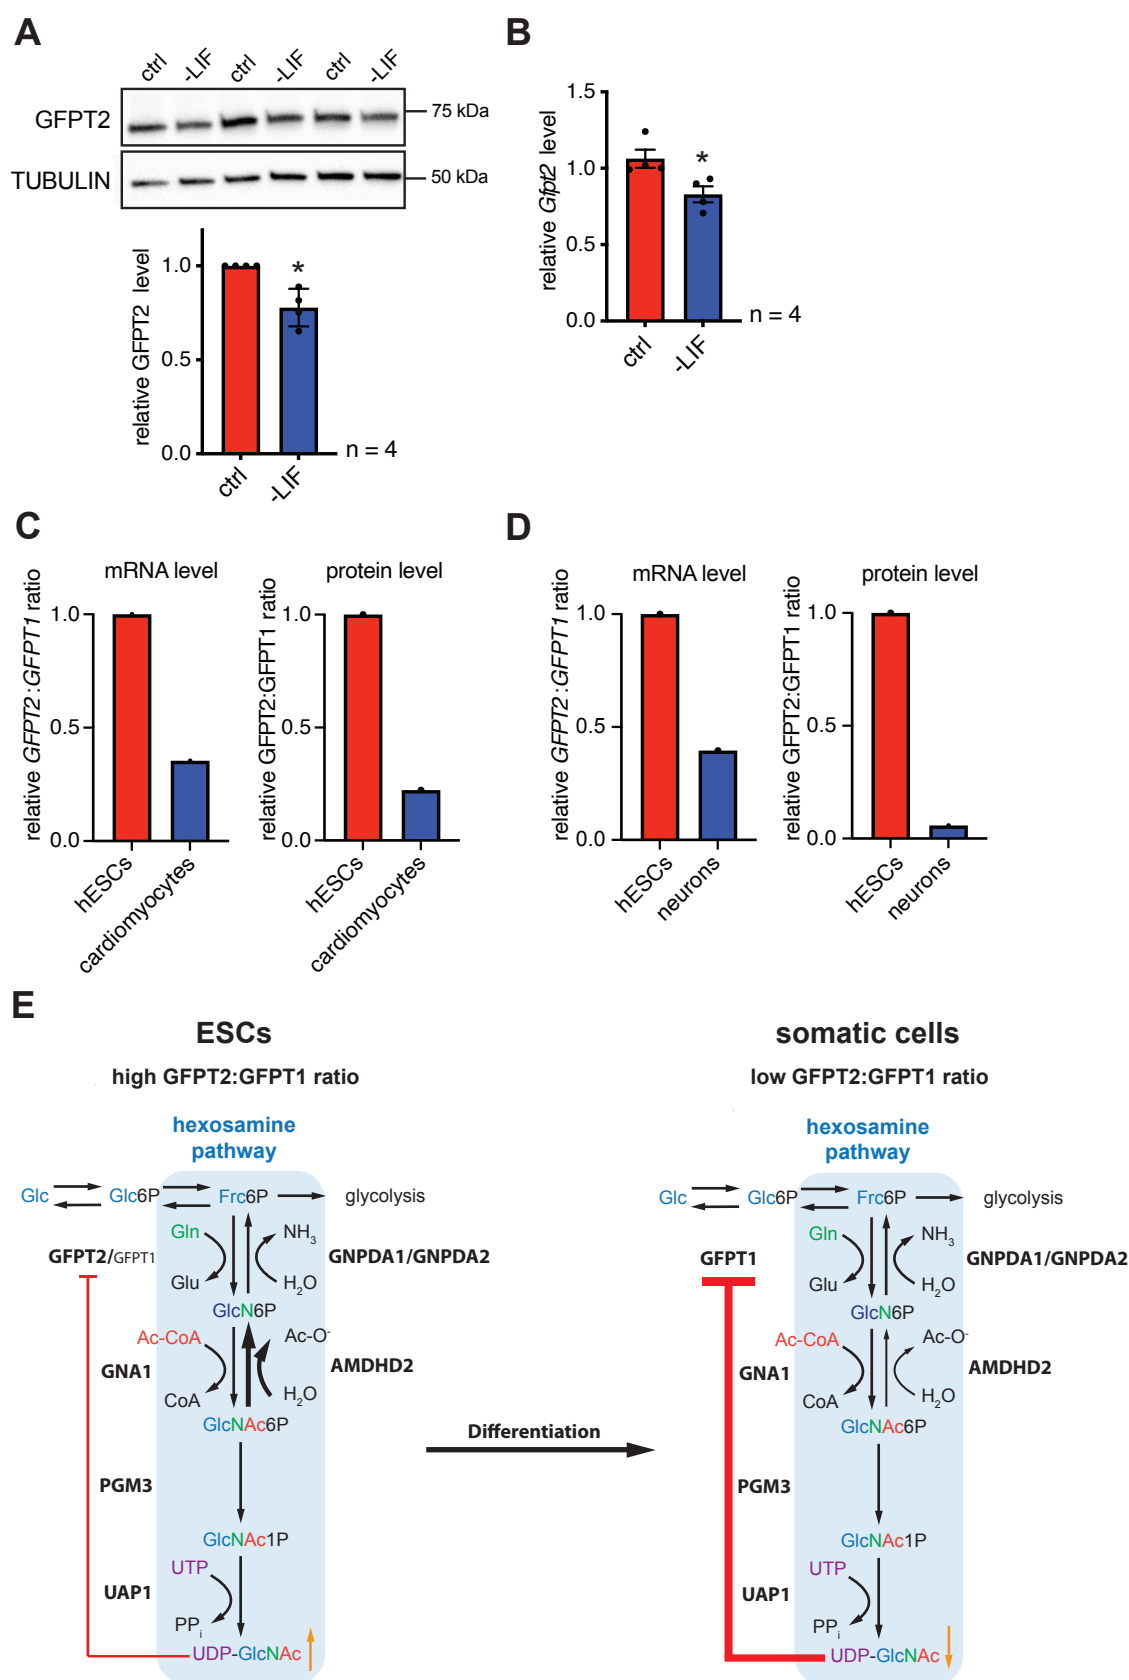 A
ctrl -LIF ctrl -LIF ctrl -LIF
GFPT2
75 kDa
TUBULIN
50 kDa
relative GFPT2 level
1.0
0.5
0.0
*
ctrl
-LIF
n = 4
B
relative Gfpt2 level
1.5
1.0
0.5
0.0
*
ctrl
-LIF
n = 4
C
mRNA level
relative GFPT2:GFPT1 ratio
1.0
0.5
0.0
hESCs
cardiomyocytes
protein level
relative GFPT2:GFPT1 ratio
1.0
0.5
0.0
hESCs
cardiomyocytes
D
mRNA level
relative GFPT2:GFPT1 ratio
1.0
0.5
0.0
hESCs
neurons
protein level
relative GFPT2:GFPT1 ratio
1.0
0.5
0.0
hESCs
neurons
E
ESCs
high GFPT2:GFPT1 ratio
hexosamine
pathway
Glc Glc6P Frc6P glycolysis
Gln NH3
GFPT2/GFPT1 GNPDA1/GNPDA2
Glu H2O
GlcN6P
Ac-CoA Ac-O-
GNA1 AMDHD2
CoA H2O
GlcNAc6P
PGM3
GlcNAc1P
UTP
UAP1
PPi
UDP-GlcNAc
Differentiation
somatic cells
low GFPT2:GFPT1 ratio
hexosamine
pathway
Glc Glc6P Frc6P glycolysis
Gln NH3
GFPT1 GNPDA1/GNPDA2
Glu H2O
GlcN6P
Ac-CoA Ac-O-
GNA1 AMDHD2
CoA H2O
GlcNAc6P
PGM3
GlcNAc1P
UTP
UAP1
PPi
UDP-GlcNAc